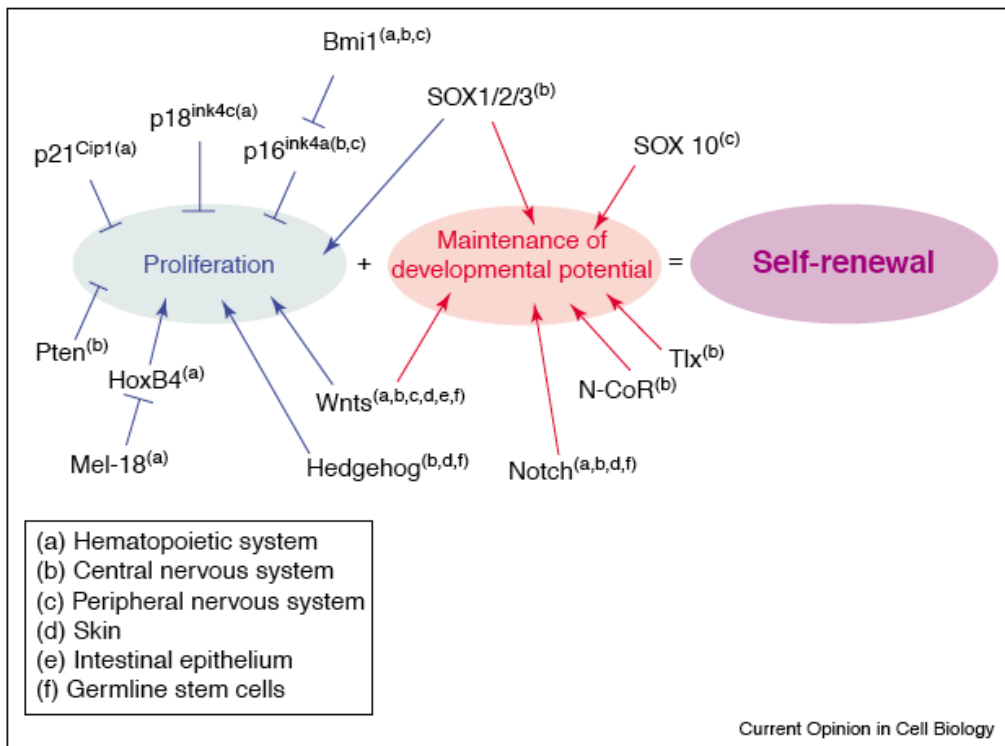 Bmi1(a,b,c)
SOX1/2/3(b)
p18ink4c(a)
p21Cip1(a)
p16ink4a(b,c)
SOX 10(c)
Proliferation
+
Maintenance of
developmental potential
=
Self-renewal
Pten(b)
HoxB4(a)
Wnts(a,b,c,d,e,f)
Tlx(b)
N-CoR(b)
Mel-18(a)
Hedgehog(b,d,f)
Notch(a,b,d,f)
(a) Hematopoietic system
(b) Central nervous system
(c) Peripheral nervous system
(d) Skin
(e) Intestinal epithelium
(f) Germline stem cells
Current Opinion in Cell Biology